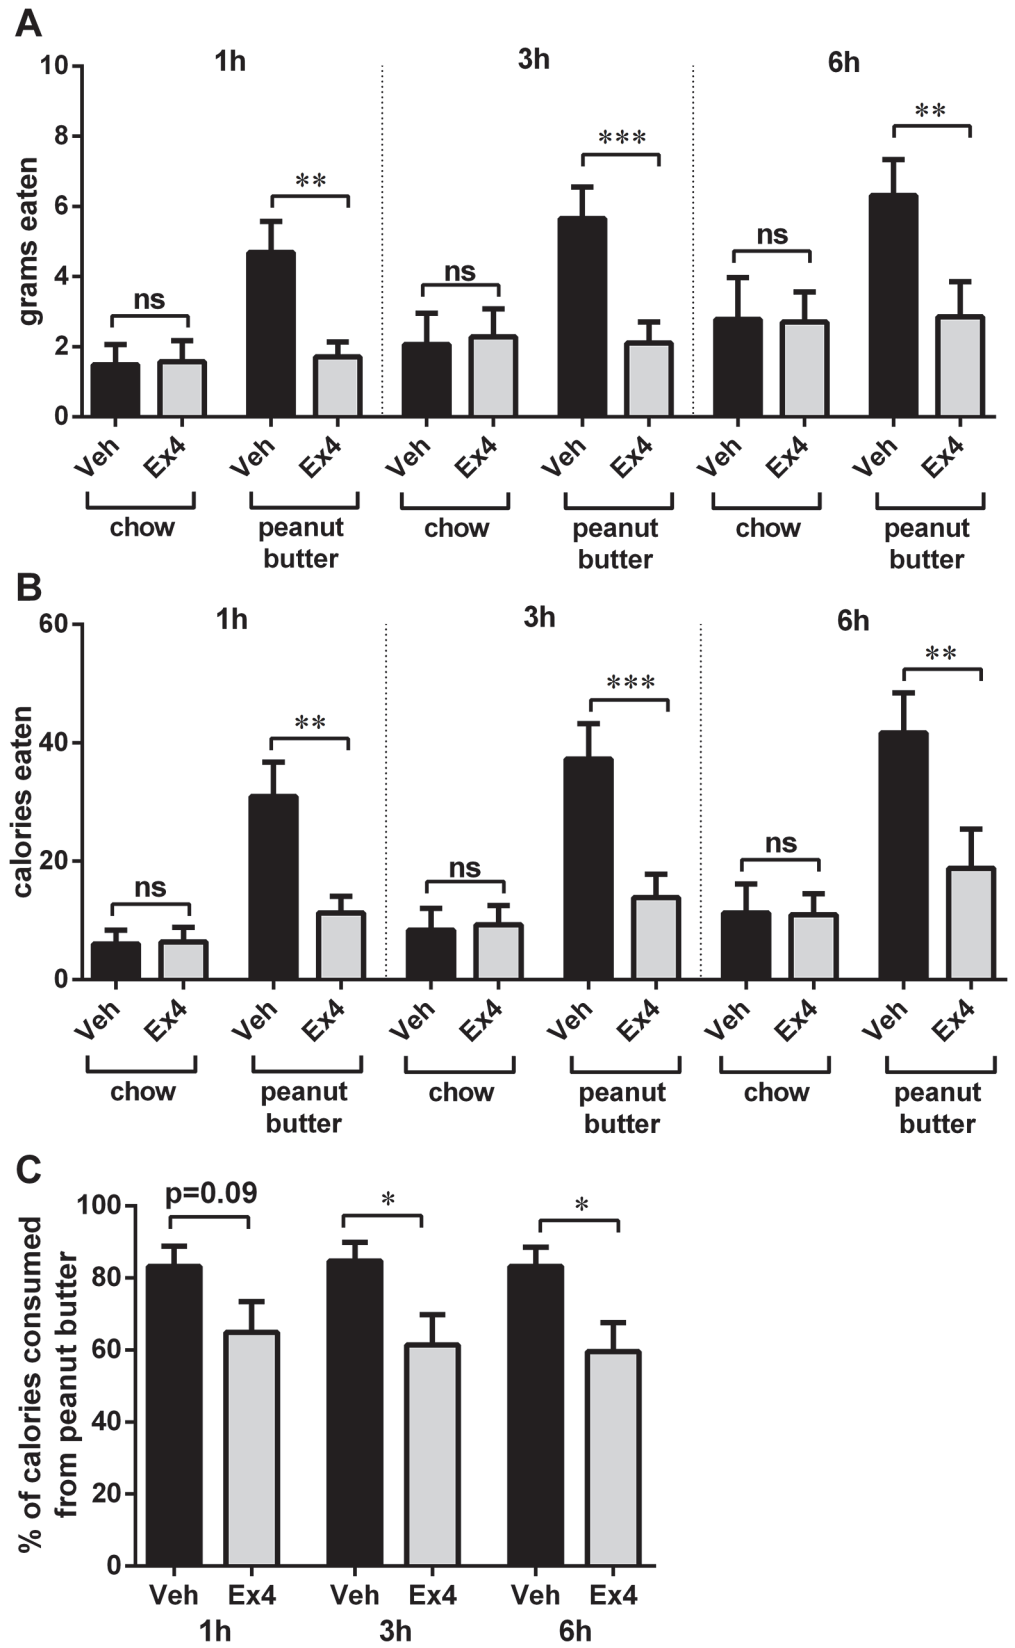 A
1h 3h 6h
grams eaten
10
8
6
4
2
0
ns ** ns *** ns **
Veh Ex4 Veh Ex4 Veh Ex4 Veh Ex4 Veh Ex4 Veh Ex4
chow peanut butter chow peanut butter chow peanut butter
B
1h 3h 6h
calories eaten
60
40
20
0
ns ** ns *** ns **
Veh Ex4 Veh Ex4 Veh Ex4 Veh Ex4 Veh Ex4 Veh Ex4
chow peanut butter chow peanut butter chow peanut butter
C
% of calories consumed
from peanut butter
100
80
60
40
20
0
p=0.09 * *
Veh Ex4 Veh Ex4 Veh Ex4
1h 3h 6h